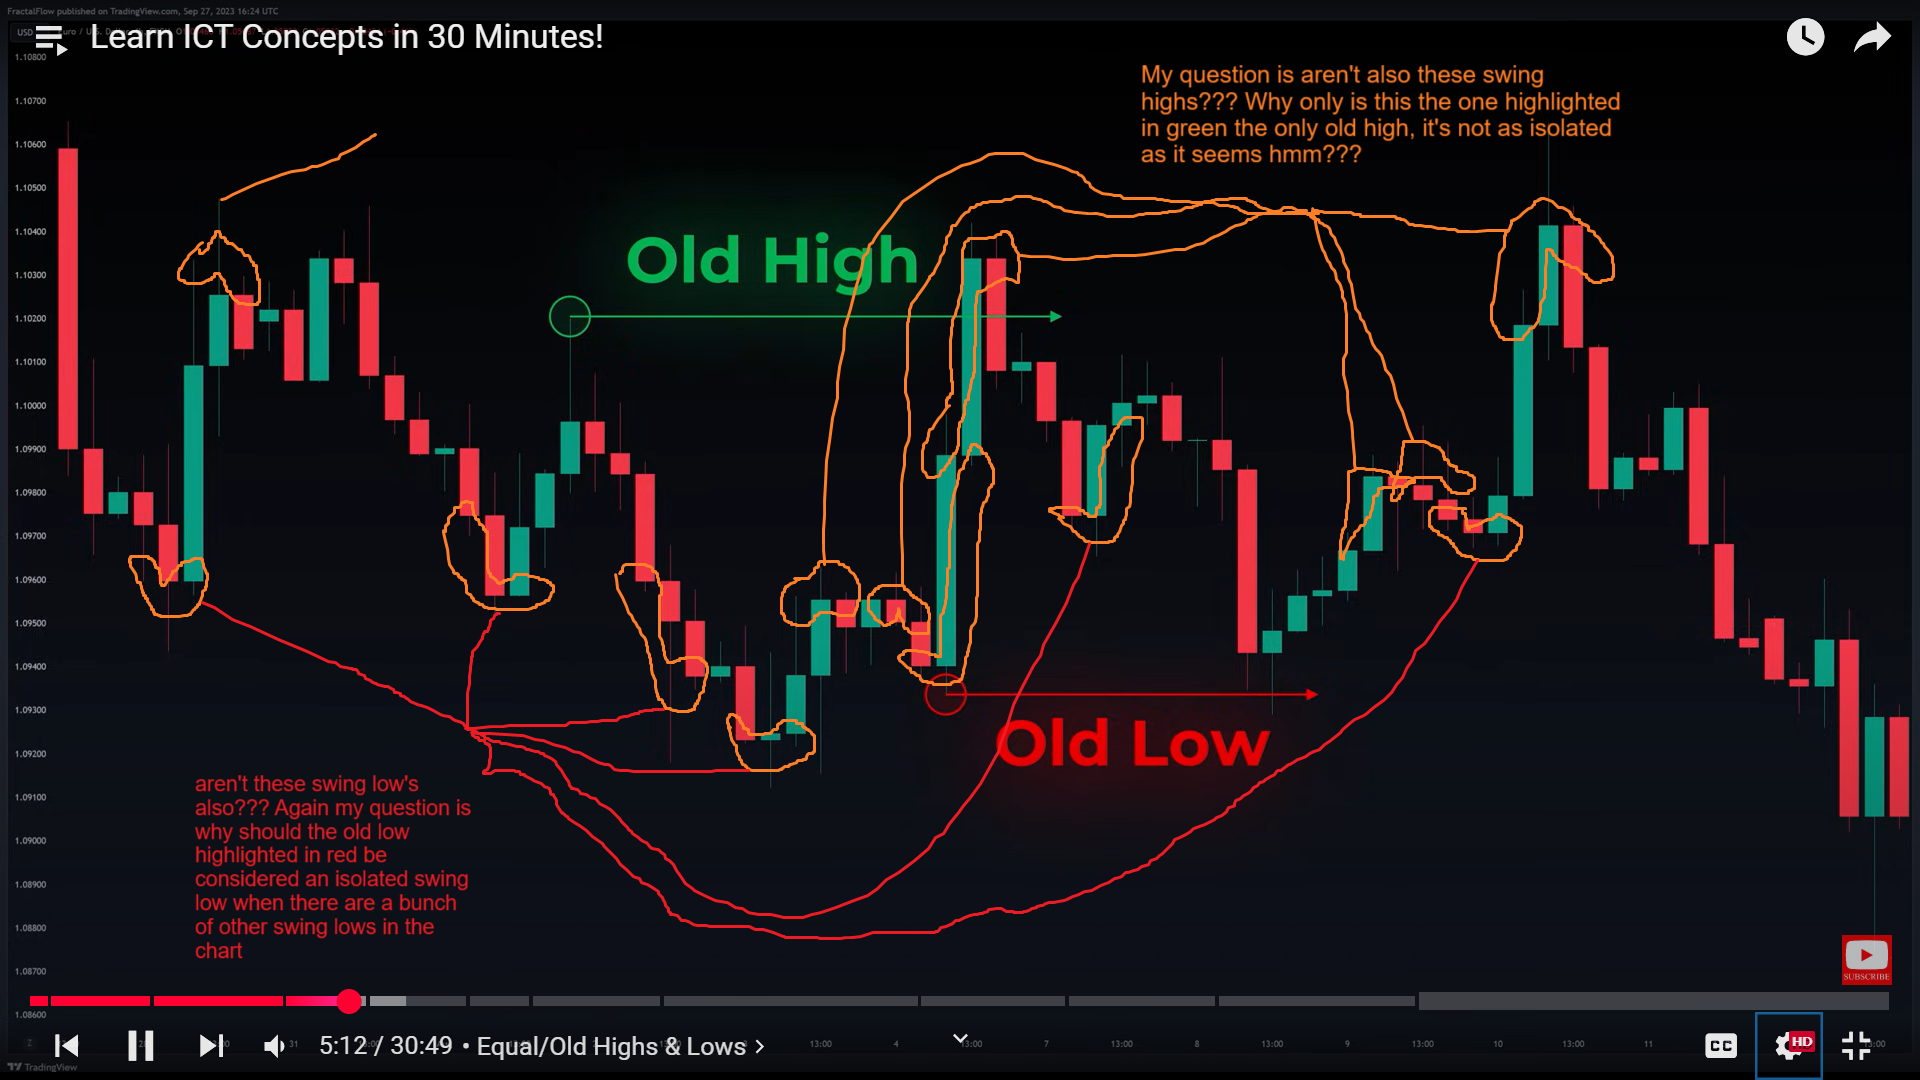 FractalFlow published on TradingView.com, Sep 27, 2023 16:24 UTC
USD
Learn ICT Concepts in 30 Minutes!
1.10800
1.10700
1.10600
1.10500
1.10400
1.10300
1.10200
1.10100
1.10000
1.09900
1.09800
1.09700
1.09600
1.09500
1.09400
1.09300
1.09200
1.09100
1.09000
1.08900
1.08800
1.08700
1.08600
My question is aren't also these swing
highs??? Why only is this the one highlighted
in green the only old high, it's not as isolated
as it seems hmm???
Old High
Old Low
aren't these swing low's
also??? Again my question is
why should the old low
highlighted in red be
considered an isolated swing
low when there are a bunch
of other swing lows in the
chart
SUBSCRIBE
31
13:00
4
13:00
7
13:00
8
13:00
9
13:00
10
13:00
11
5:12 / 30:49 • Equal/Old Highs & Lows
CC
HD
TradingView